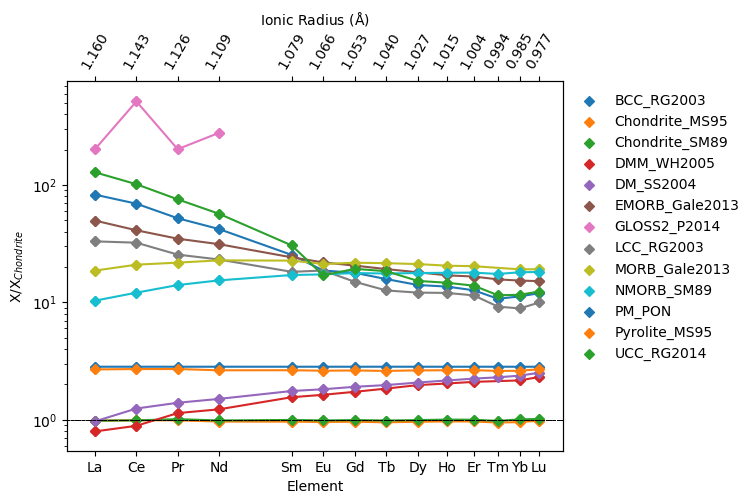 Ionic Radius (Å)
1.160 1.143 1.126 1.109 1.079 1.066 1.053 1.040 1.027 1.015 1.004 0.994 0.985 0.977
BCC_RG2003
Chondrite_MS95
Chondrite_SM89
DMM_WH2005
DM_SS2004
EMORB_Gale2013
GLOSS2_P2014
LCC_RG2003
MORB_Gale2013
NMORB_SM89
PM_PON
Pyrolite_MS95
UCC_RG2014
X/X_{Chondrite}
10^2
10^1
10^0
La Ce Pr Nd Sm Eu Gd Tb Dy Ho Er Tm Yb Lu
Element